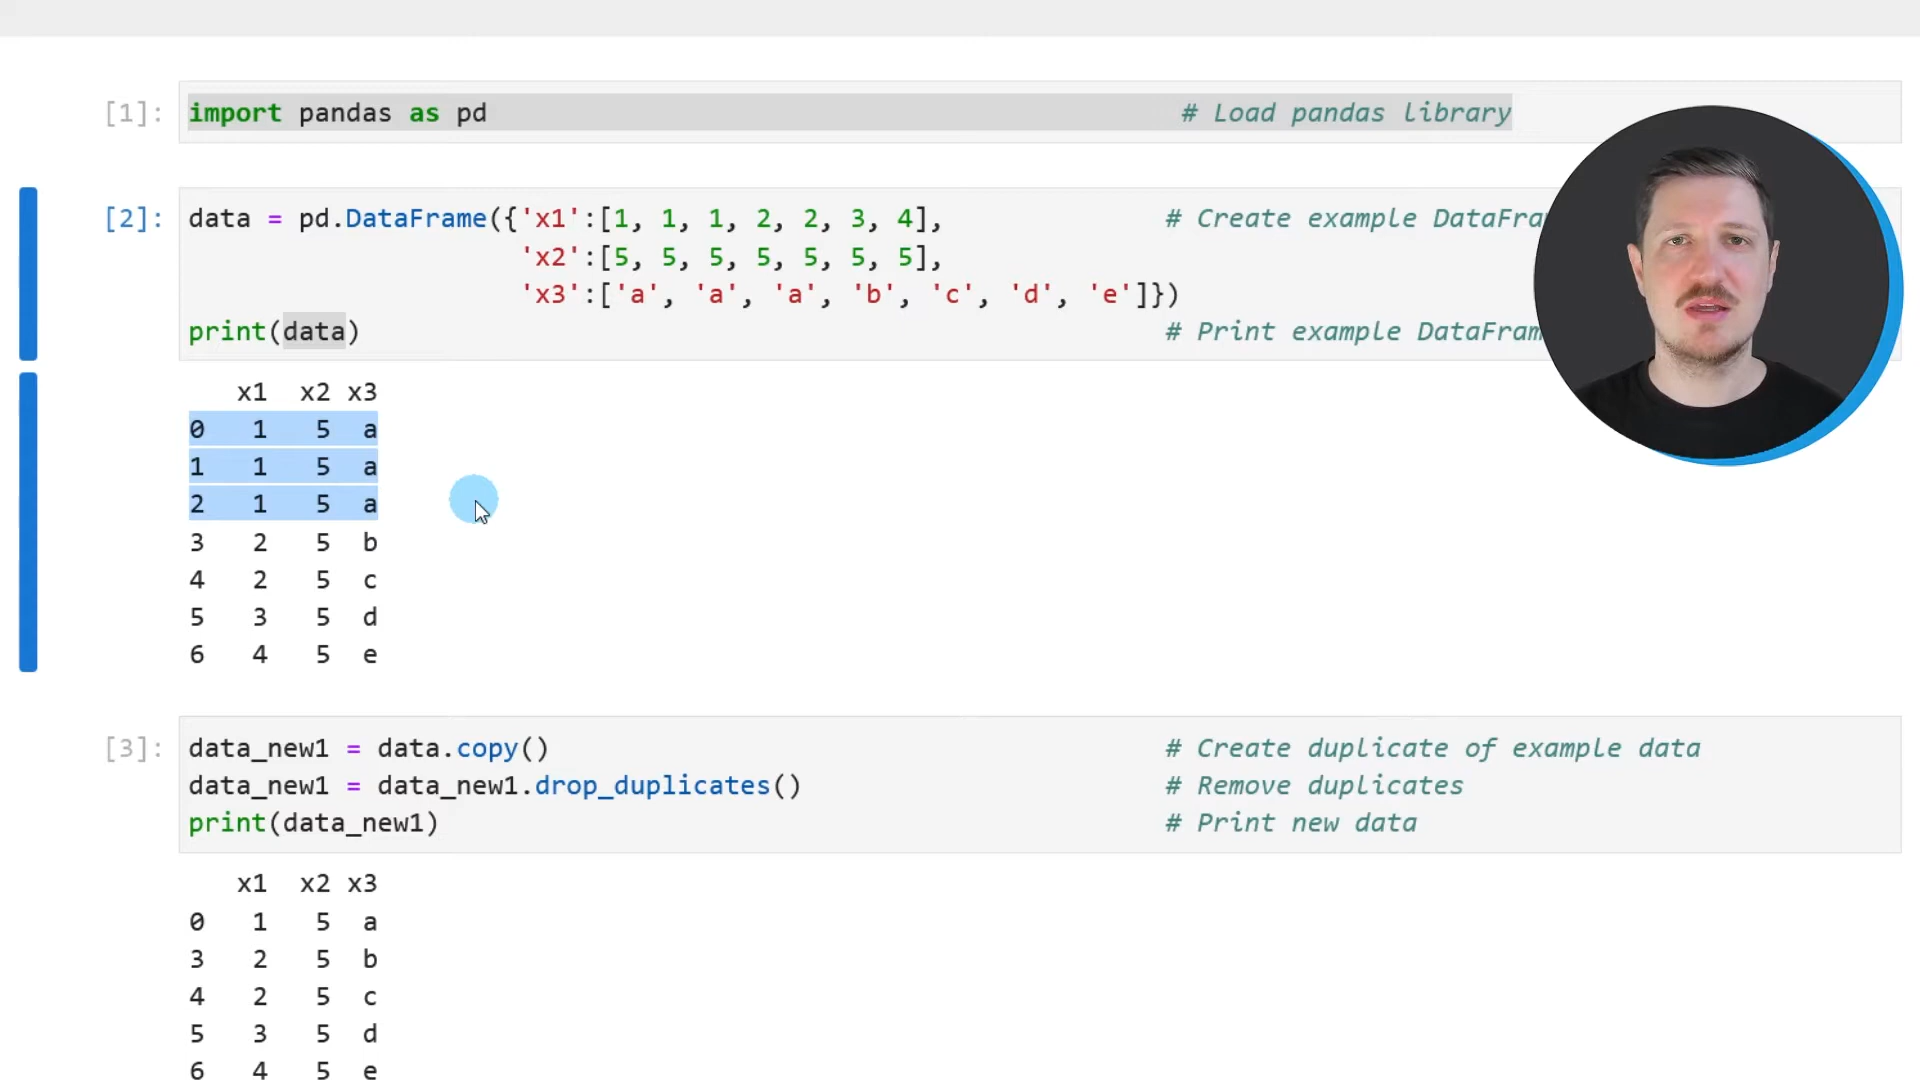 [1]: import pandas as pd # Load pandas library
[2]: data = pd.DataFrame({'x1':[1, 1, 1, 2, 2, 3, 4], # Create example
'x2':[5, 5, 5, 5, 5, 5, 5],
'x3':['a', 'a', 'a', 'b', 'c', 'd', 'e']})
print(data) # Print example
x1 x2 x3
0 1 5 a
1 1 5 a
2 1 5 a
3 2 5 b
4 2 5 c
5 3 5 d
6 4 5 e
[3]: data_new1 = data.copy() # Create duplicate of example data
data_new1 = data_new1.drop_duplicates() # Remove duplicates
print(data_new1) # Print new data
x1 x2 x3
0 1 5 a
3 2 5 b
4 2 5 c
5 3 5 d
6 4 5 e